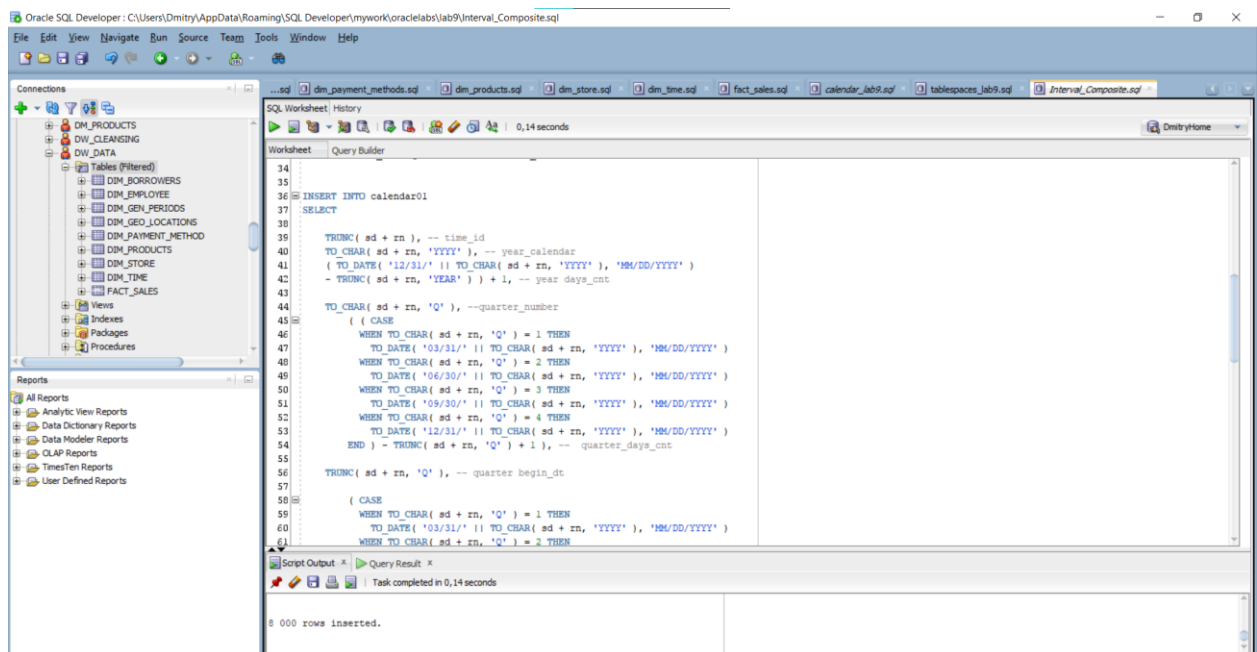 Oracle SQL Developer : C:\Users\Dmitry\AppData\Roaming\SQL Developer\mywork\oraclelabs\lab9\Interval_Composite.sql
File Edit View Navigate Run Source Team Tools Window Help
Connections
DM_PRODUCTS
DW_CLEANSING
DW_DATA
Tables (Filtered)
DIM_BORROWERS
DIM_EMPLOYEE
DIM_GEN_PERIODS
DIM_GEO_LOCATIONS
DIM_PAYMENT_METHOD
DIM_PRODUCTS
DIM_STORE
DIM_TIME
FACT_SALES
Views
Indexes
Packages
Procedures
Reports
All Reports
Analytic View Reports
Data Dictionary Reports
Data Modeler Reports
OLAP Reports
TimesTen Reports
User Defined Reports
...sql dim_payment_methods.sql dim_products.sql dim_store.sql dim_time.sql fact_sales.sql calendar_lab9.sql tablespaces_lab9.sql Interval_Composite.sql
SQL Worksheet History
0,14 seconds
DmitryHome
Worksheet Query Builder
34
35
36 INSERT INTO calendar01
37 SELECT
38
39 TRUNC( sd + rn ), -- time_id
40 TO_CHAR( sd + rn, 'YYYY' ), -- year_calendar
41 ( TO_DATE( '12/31/' || TO_CHAR( sd + rn, 'YYYY' ), 'MM/DD/YYYY' )
42 - TRUNC( sd + rn, 'YEAR' ) ) + 1, -- year days_cnt
43
44 TO_CHAR( sd + rn, 'Q' ), --quarter_number
45 ( ( CASE
46 WHEN TO_CHAR( sd + rn, 'Q' ) = 1 THEN
47 TO_DATE( '03/31/' || TO_CHAR( sd + rn, 'YYYY' ), 'MM/DD/YYYY' )
48 WHEN TO_CHAR( sd + rn, 'Q' ) = 2 THEN
49 TO_DATE( '06/30/' || TO_CHAR( sd + rn, 'YYYY' ), 'MM/DD/YYYY' )
50 WHEN TO_CHAR( sd + rn, 'Q' ) = 3 THEN
51 TO_DATE( '09/30/' || TO_CHAR( sd + rn, 'YYYY' ), 'MM/DD/YYYY' )
52 WHEN TO_CHAR( sd + rn, 'Q' ) = 4 THEN
53 TO_DATE( '12/31/' || TO_CHAR( sd + rn, 'YYYY' ), 'MM/DD/YYYY' )
54 END ) - TRUNC( sd + rn, 'Q' ) + 1 ), -- quarter_days_cnt
55
56 TRUNC( sd + rn, 'Q' ), -- quarter begin_dt
57
58 ( CASE
59 WHEN TO_CHAR( sd + rn, 'Q' ) = 1 THEN
60 TO_DATE( '03/31/' || TO_CHAR( sd + rn, 'YYYY' ), 'MM/DD/YYYY' )
61 WHEN TO_CHAR( sd + rn, 'Q' ) = 2 THEN
Script Output Query Result
Task completed in 0,14 seconds
8 000 rows inserted.